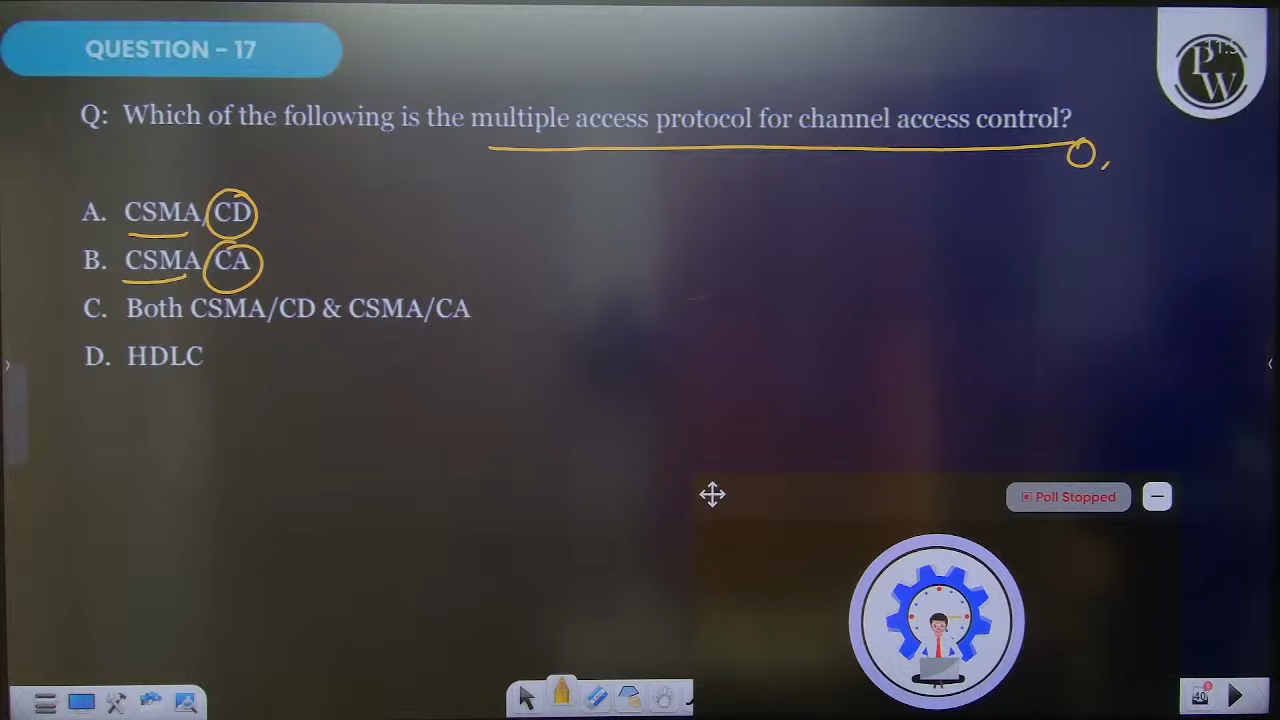 QUESTION - 17
PW
Q: Which of the following is the multiple access protocol for channel access control?
A. CSMA/CD
B. CSMA/CA
C. Both CSMA/CD & CSMA/CA
D. HDLC
Poll Stopped
40